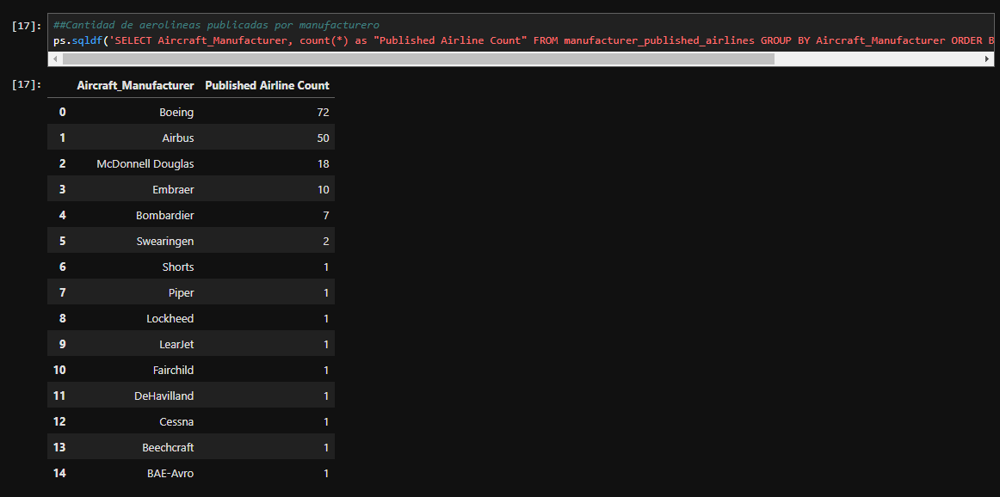 [17]: ##Cantidad de aerolineas publicadas por manufacturero
ps.sqldf('SELECT Aircraft_Manufacturer, count(*) as "Published Airline Count" FROM manufacturer_published_airlines GROUP BY Aircraft_Manufacturer ORDER B
[17]: Aircraft_Manufacturer Published Airline Count
0 Boeing 72
1 Airbus 50
2 McDonnell Douglas 18
3 Embraer 10
4 Bombardier 7
5 Swearingen 2
6 Shorts 1
7 Piper 1
8 Lockheed 1
9 LearJet 1
10 Fairchild 1
11 DeHavilland 1
12 Cessna 1
13 Beechcraft 1
14 BAE-Avro 1